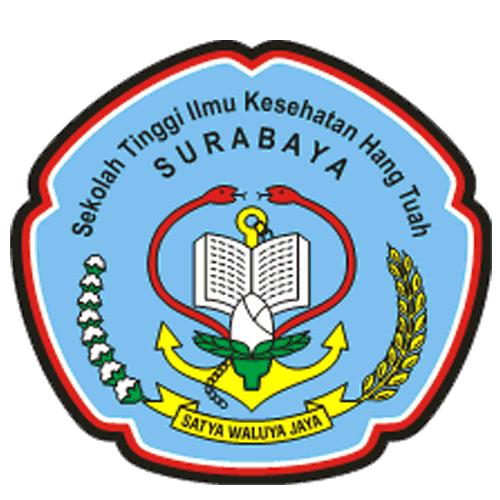 Sekolah Tinggi Ilmu Kesehatan Hang Tuah
SURABAYA
SATYA WALUYA JAYA